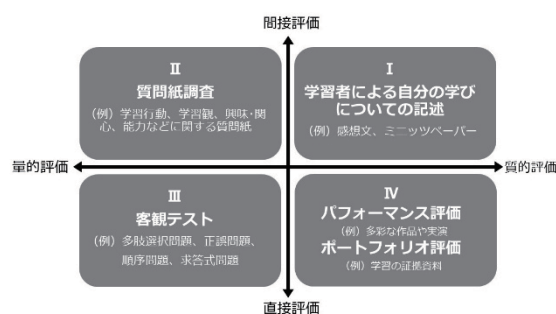 間接評価
Ⅱ
質問紙調査
（例）学習行動、学習観、興味・関
心、能力などに関する質問紙
Ⅰ
学習者による自分の学び
についての記述
（例）感想文、ミニッツペーパー
量的評価
質的評価
Ⅲ
客観テスト
（例）多肢選択問題、正誤問題、
順序問題、求答式問題
Ⅳ
パフォーマンス評価
（例）多彩な作品や実演
ポートフォリオ評価
（例）学習の証拠資料
直接評価